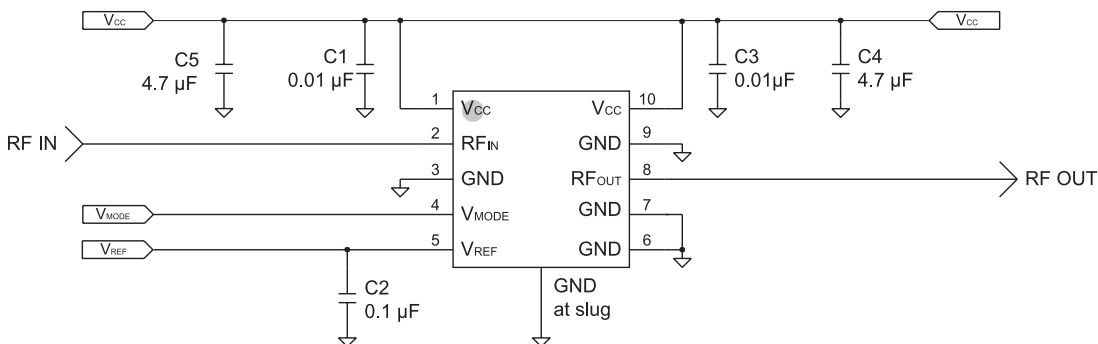 VCC
VCC
C5
4.7 µF
C1
0.01 µF
C3
0.01µF
C4
4.7 µF
1
VCC
VCC
10
RF IN
2
RFIN
GND
9
3
GND
RFOUT
8
RF OUT
VMODE
4
VMODE
GND
7
VREF
5
VREF
GND
6
C2
0.1 µF
GND
at slug